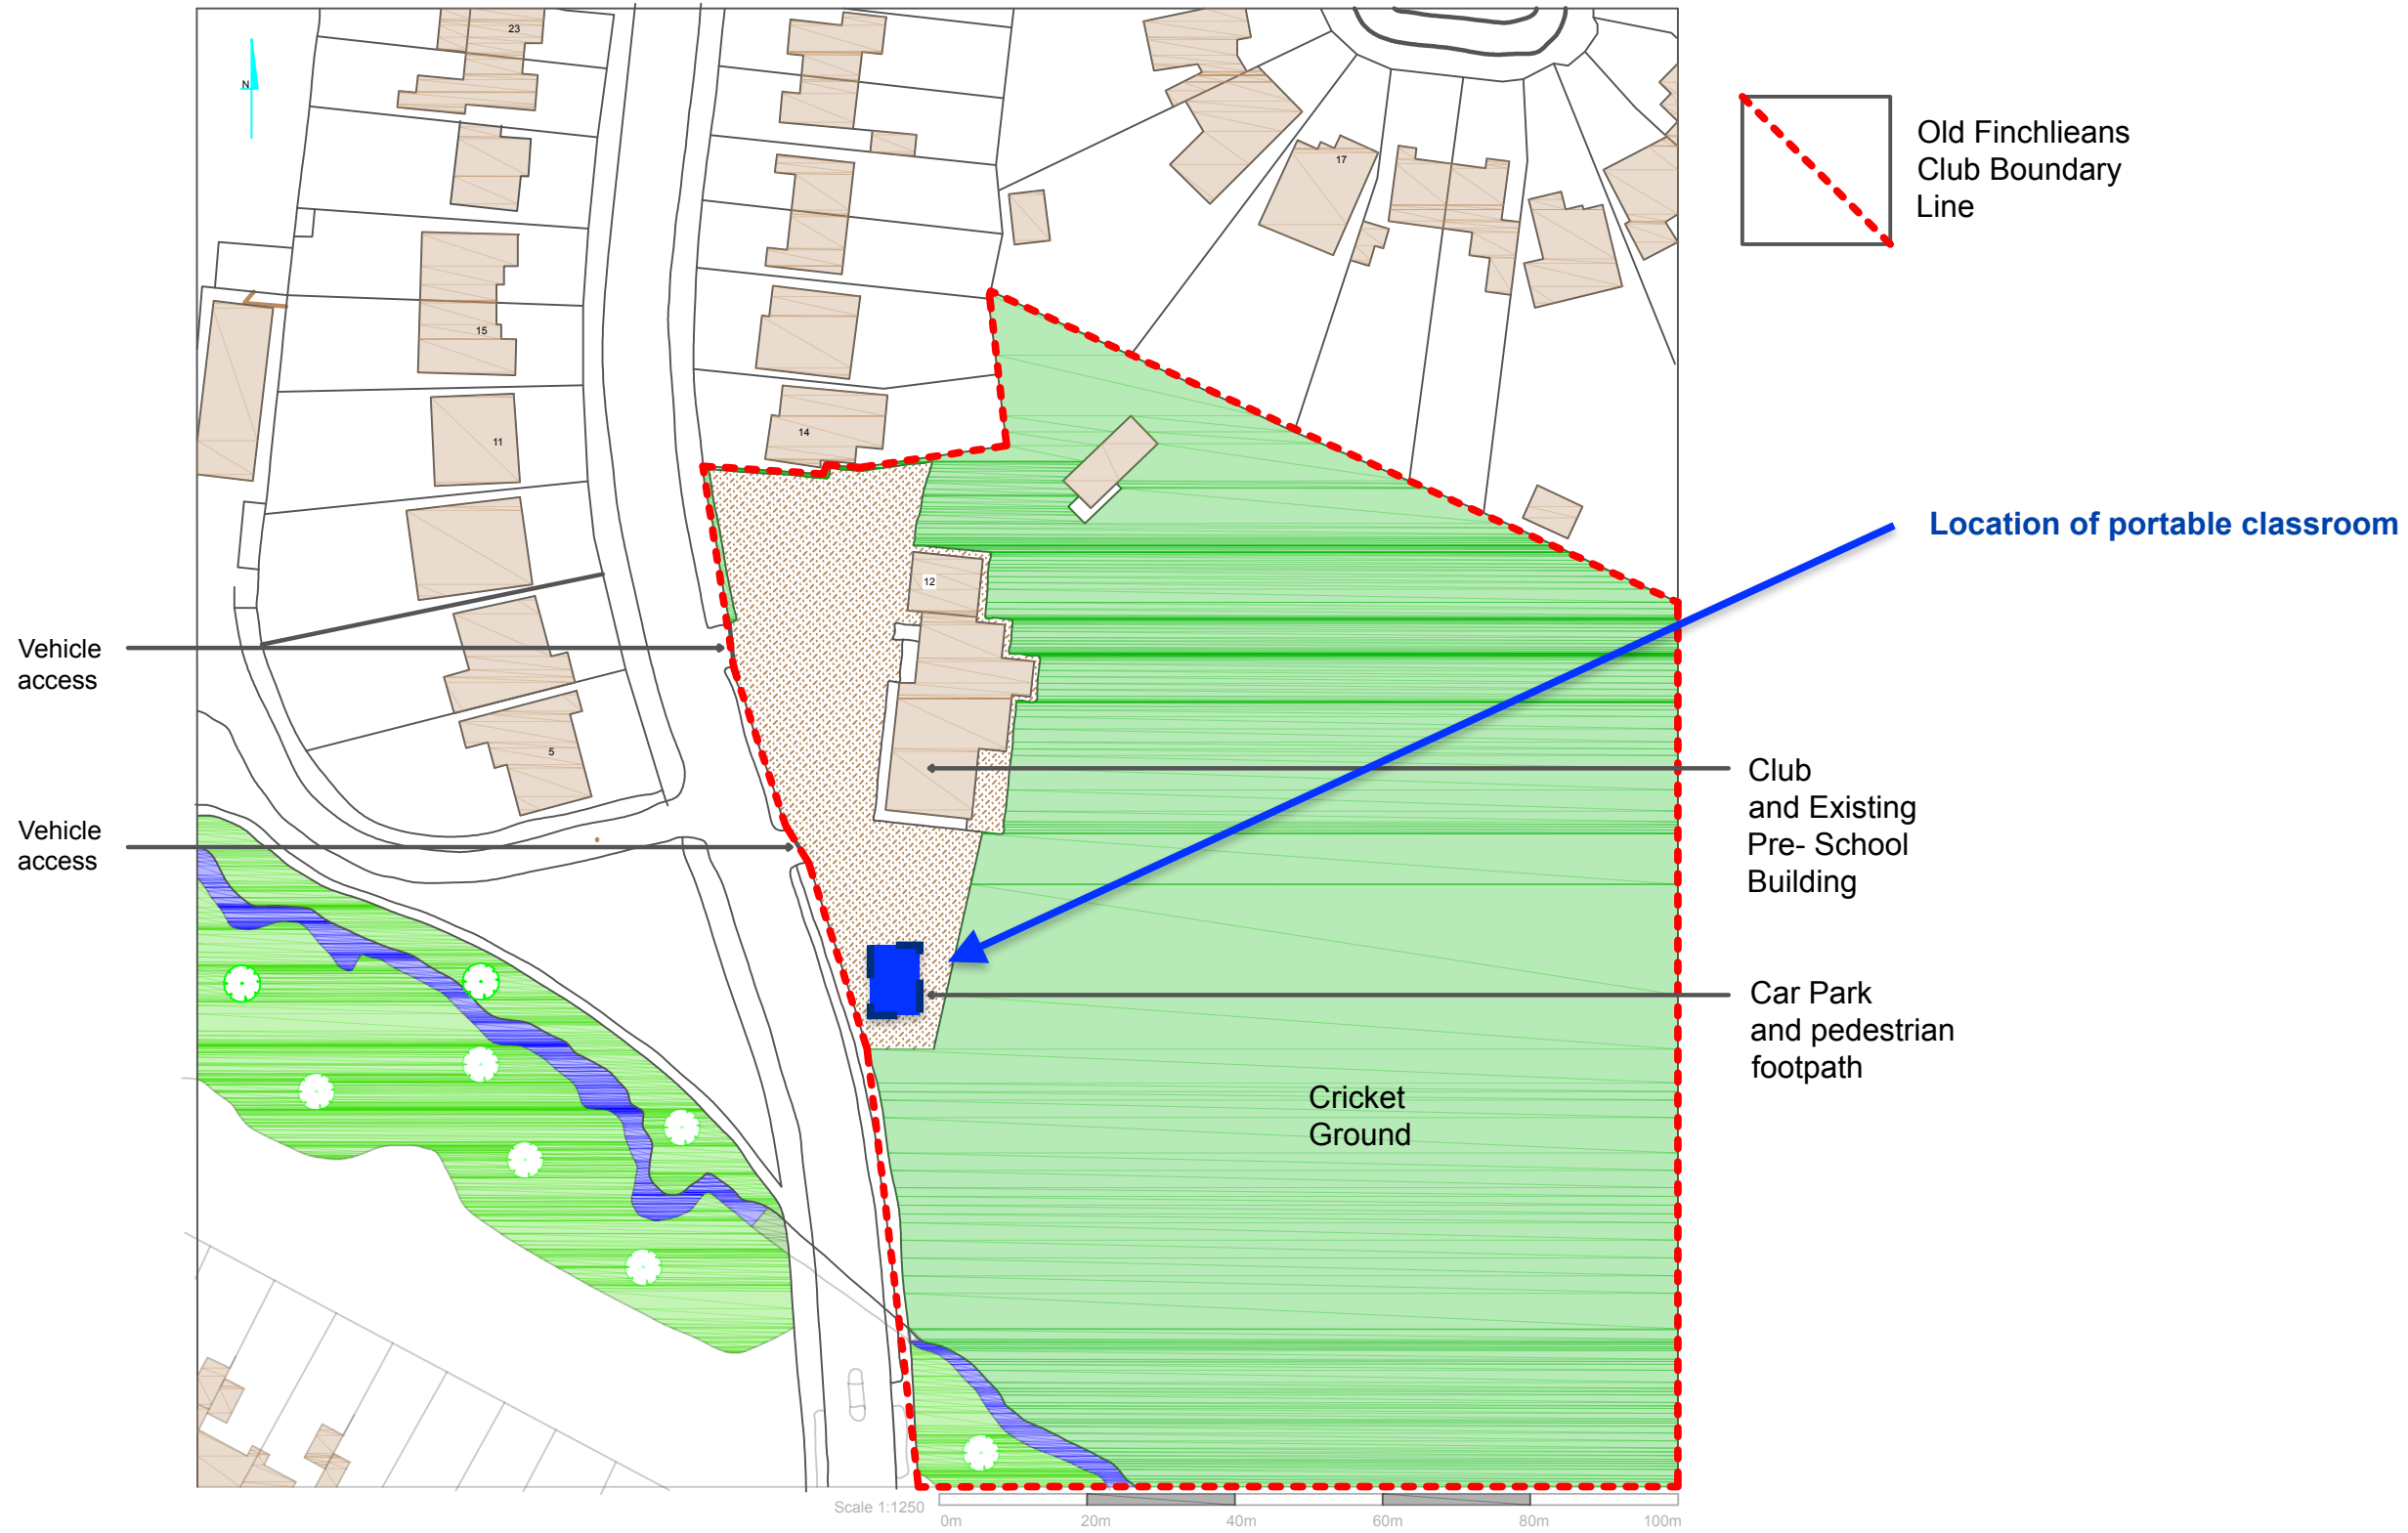 23
N
17
Old Finchlieans
Club Boundary
Line
15
14
11
Location of portable classroom
12
Vehicle
access
5
Club
and Existing
Pre- School
Building
Vehicle
access
Car Park
and pedestrian
footpath
Cricket
Ground
Scale 1:1250
0m 20m 40m 60m 80m 100m